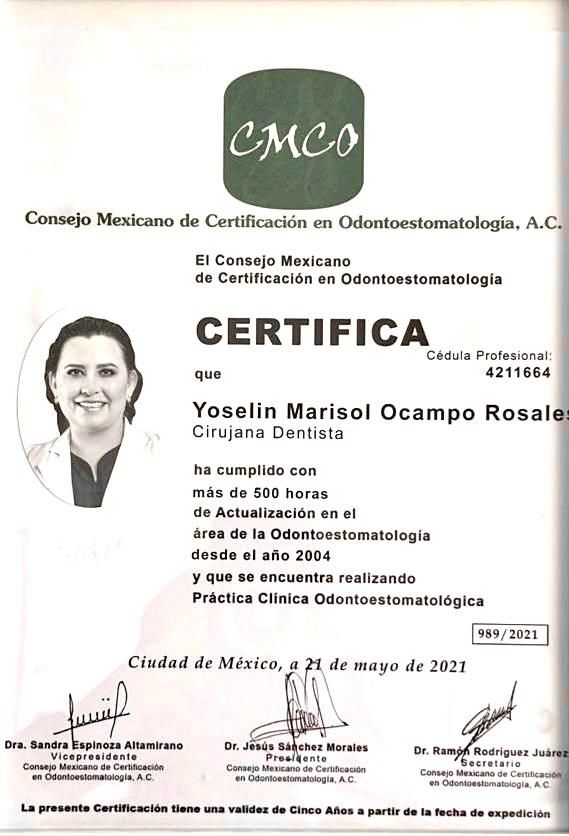 CMCO
Consejo Mexicano de Certificación en Odontoestomatología, A.C.
El Consejo Mexicano
de Certificación en Odontoestomatología
CERTIFICA
Cédula Profesional:
4211664
que
Yoselin Marisol Ocampo Rosales
Cirujana Dentista
ha cumplido con
más de 500 horas
de Actualización en el
área de la Odontoestomatología
desde el año 2004
y que se encuentra realizando
Práctica Clínica Odontoestomatológica
989/2021
Ciudad de México, a 21 de mayo de 2021
Dra. Sandra Espinoza Altamirano
Vicepresidente
Consejo Mexicano de Certificación
en Odontoestomatología, A.C.
Dr. Jesús Sánchez Morales
Presidente
Consejo Mexicano de Certificación
en Odontoestomatología, A.C.
Dr. Ramón Rodriguez Juárez
Secretario
Consejo Mexicano de Certificación
en Odontoestomatología, A.C.
La presente Certificación tiene una validez de Cinco Años a partir de la fecha de expedición